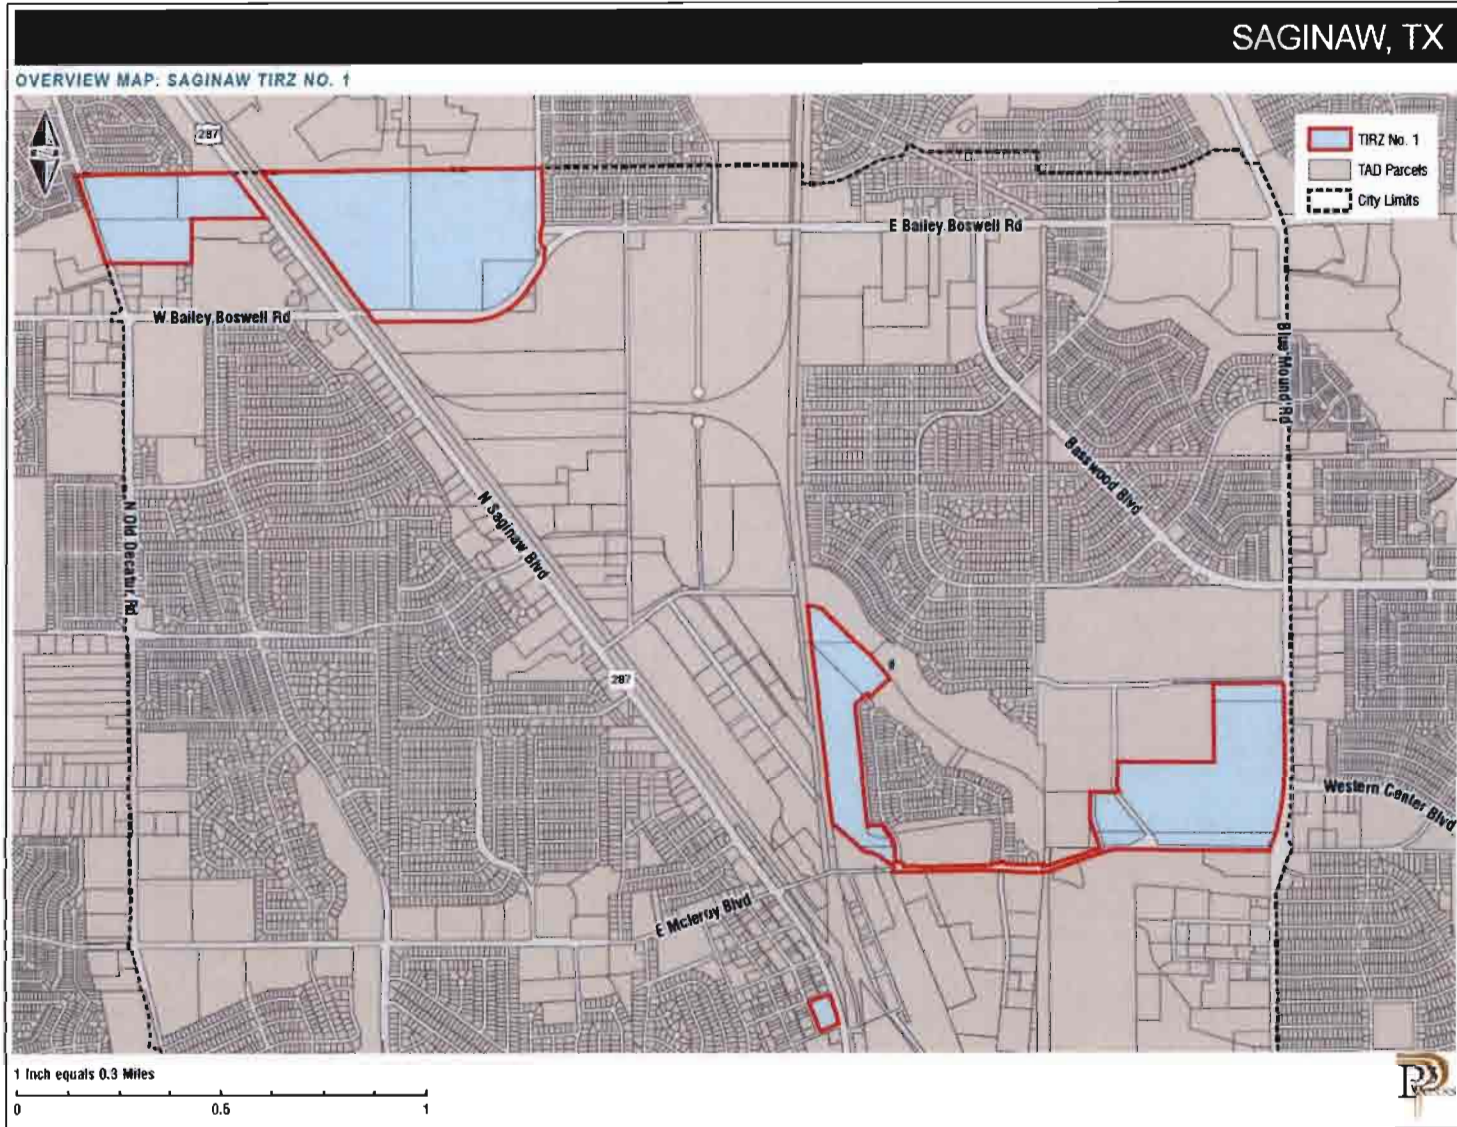 SAGINAW, TX
OVERVIEW MAP: SAGINAW TIRZ NO. 1
287
TIRZ No. 1
TAD Parcels
City Limits
E Bailey Boswell Rd
W Bailey Boswell Rd
Blue Mound Rd
Basswood Blvd
N Saginaw Blvd
N Old Decatur Rd
287
Western Center Blvd
E Mcleroy Blvd
1 Inch equals 0.3 Miles
0 0.5 1